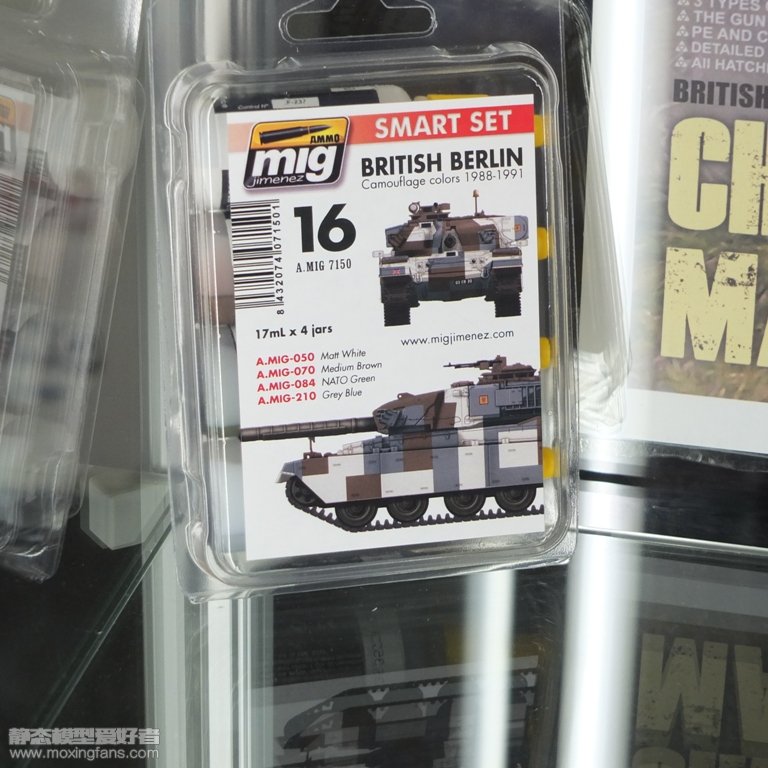 Control N° F-337
SMART SET
AMMO
mig
jimenez
BRITISH BERLIN
Camouflage colors 1988-1991
16
A.MIG 7150
8 432074 071501
17mL x 4 jars
www.migjimenez.com
A.MIG-050 Matt White
A.MIG-070 Medium Brown
A.MIG-084 NATO Green
A.MIG-210 Grey Blue
3 TYPES
THE GUN
PE AND C
DETAILED
All HATCH
BRITISH
CH
MA
静态模型爱好者
www.moxingfans.com